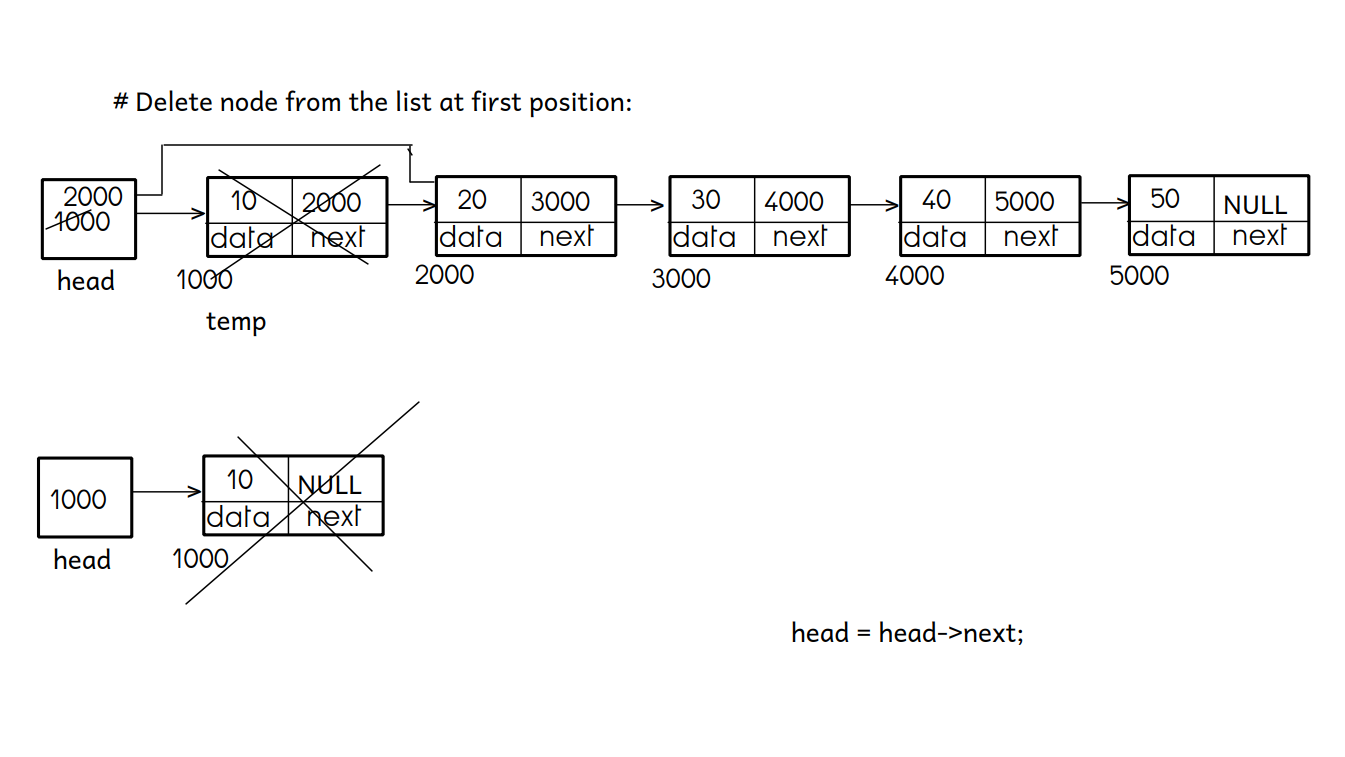 # Delete node from the list at first position:
2000
1000
10 2000 20 3000 30 4000 40 5000 50 NULL
data next data next data next data next data next
head 1000 2000 3000 4000 5000
temp
1000 10 NULL
data next
head 1000
head = head->next;